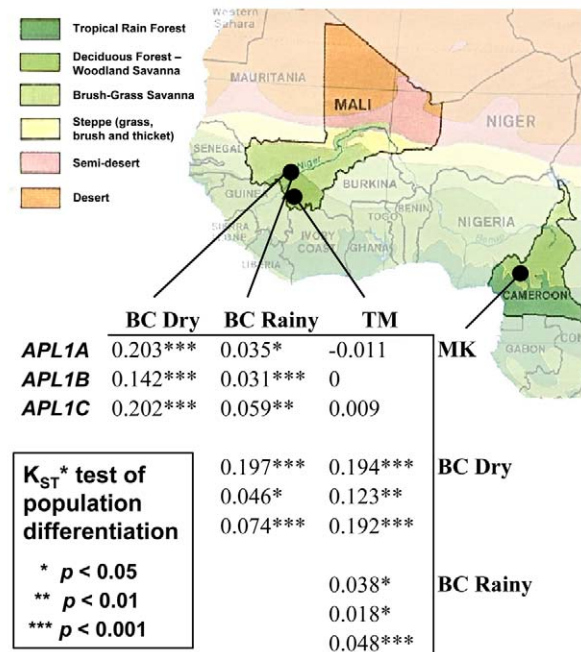 Western
Sahara
Tropical Rain Forest
Deciduous Forest –
Woodland Savanna
Brush-Grass Savanna
Steppe (grass,
brush and thicket)
Semi-desert
Desert
MAURITANIA
MALI
NIGER
SENEGAL
Niger
BURKINA
GUINEA
BENIN
NIGERIA
TOGO
IVORY
COAST
GHANA
LIBERIA
CAMEROON
GABON
CON
BC Dry BC Rainy TM
APL1A 0.203*** 0.035* -0.011 MK
APL1B 0.142*** 0.031*** 0
APL1C 0.202*** 0.059** 0.009
0.197*** 0.194*** BC Dry
0.046* 0.123**
0.074*** 0.192***
0.038* BC Rainy
0.018*
0.048***
KST* test of
population
differentiation
* p < 0.05
** p < 0.01
*** p < 0.001